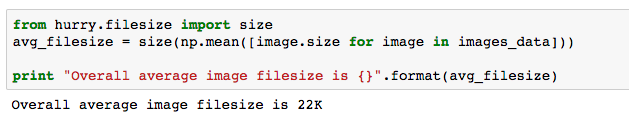 from hurry.filesize import size
avg_filesize = size(np.mean([image.size for image in images_data]))
print "Overall average image filesize is {}".format(avg_filesize)
Overall average image filesize is 22K